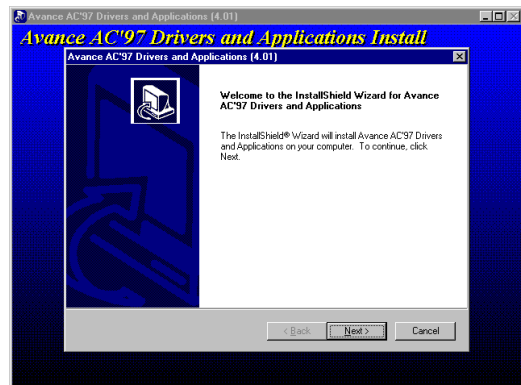 Avance AC'97 Drivers and Applications (4.01)
Avance AC'97 Drivers and Applications Install
Avance AC'97 Drivers and Applications (4.01)
Welcome to the InstallShield Wizard for Avance
AC'97 Drivers and Applications
The InstallShield® Wizard will install Avance AC'97 Drivers
and Applications on your computer. To continue, click
Next.
< Back Next > Cancel